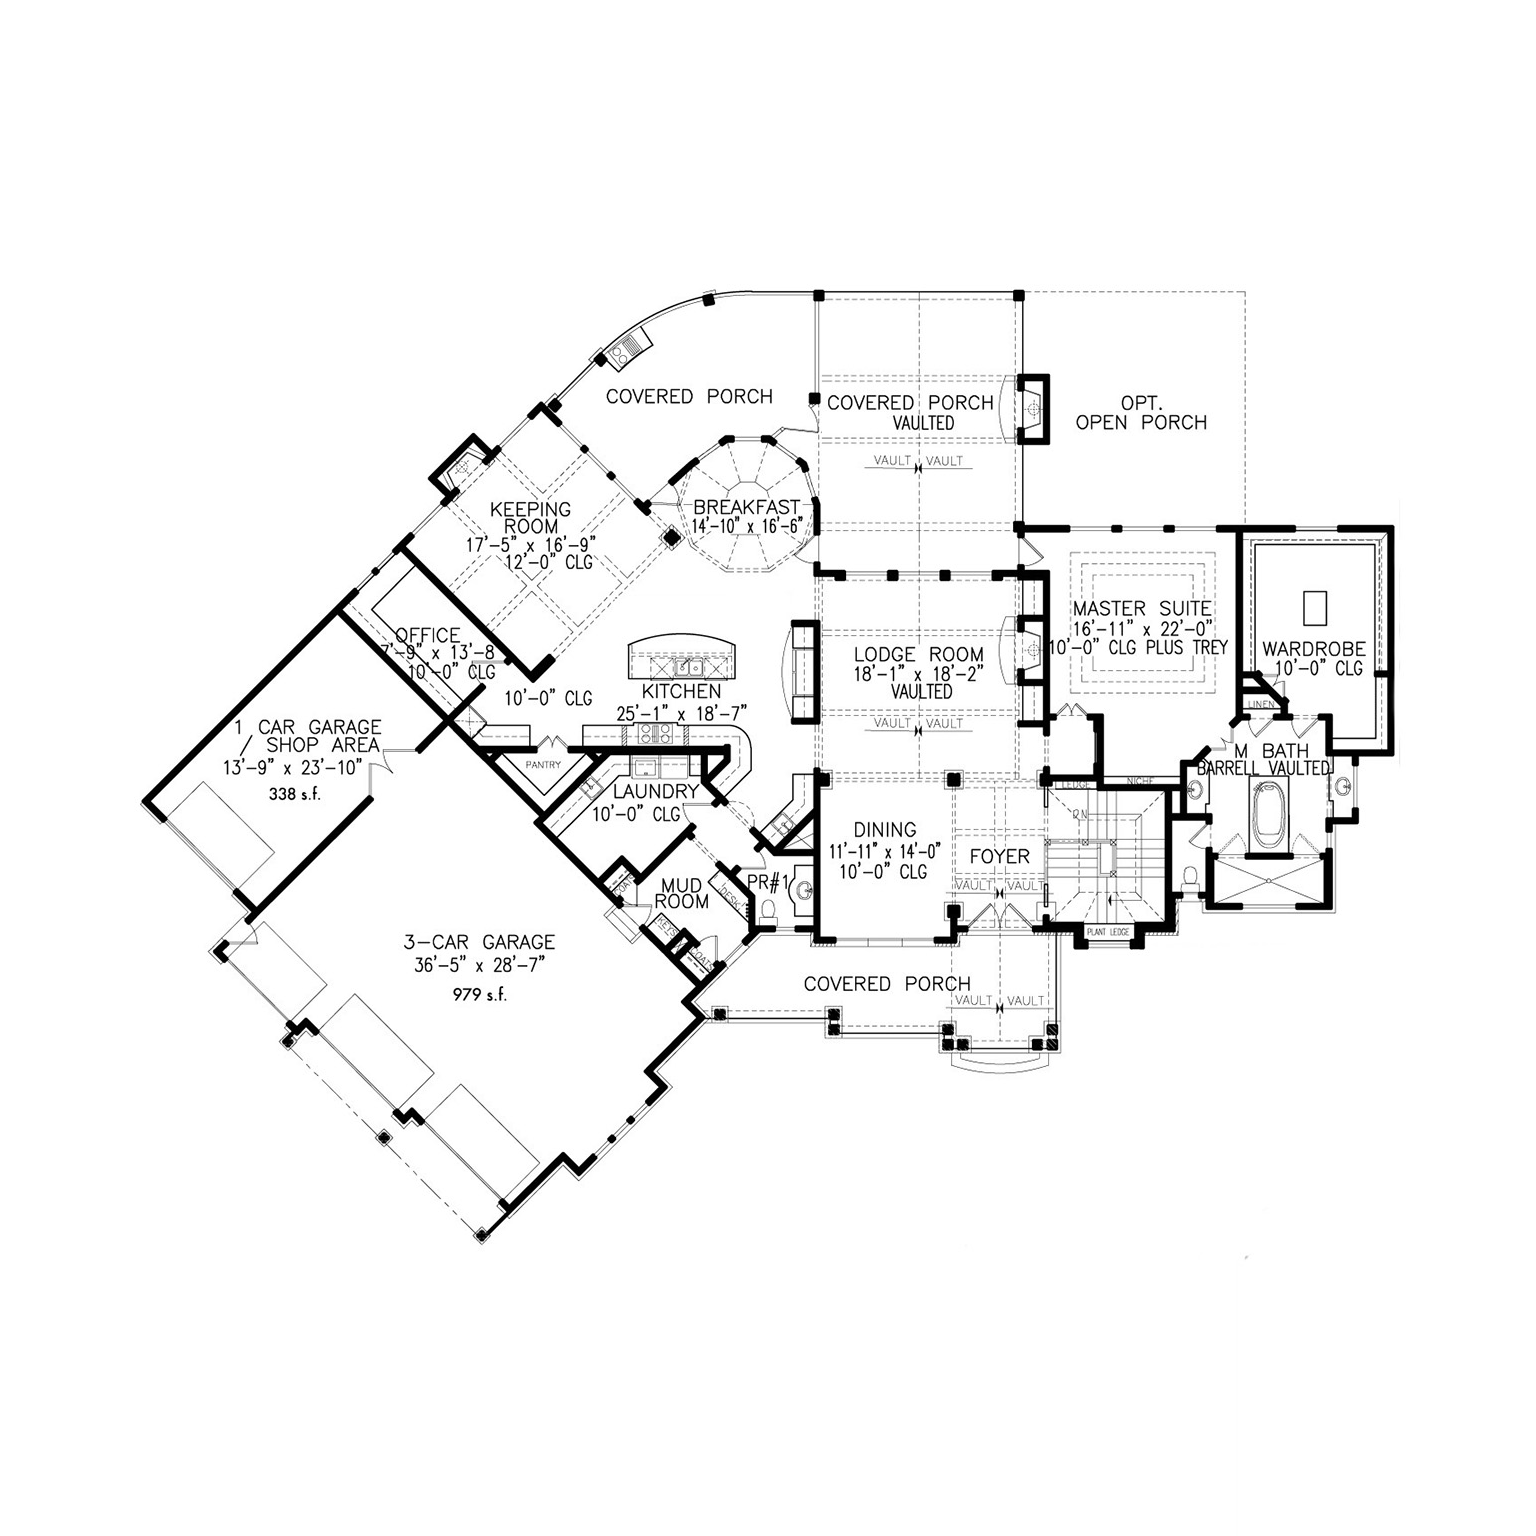 COVERED PORCH
COVERED PORCH
VAULTED
VAULT VAULT
OPT.
OPEN PORCH
KEEPING
ROOM
17'-5" x 16'-9"
12'-0" CLG
BREAKFAST
14'-10" x 16'-6"
OFFICE
7'-9" x 13'-8
10'-0" CLG
10'-0" CLG
KITCHEN
25'-1" x 18'-7"
LODGE ROOM
18'-1" x 18'-2"
VAULTED
VAULT VAULT
MASTER SUITE
16'-11" x 22'-0"
10'-0" CLG PLUS TREY
WARDROBE
10'-0" CLG
LINEN
1 CAR GARAGE
/ SHOP AREA
13'-9" x 23'-10"
338 s.f.
PANTRY
LAUNDRY
10'-0" CLG
M BATH
BARRELL VAULTED
NICHE
LEDGE
DN
DINING
11'-11" x 14'-0"
10'-0" CLG
FOYER
VAULT VAULT
MUD
ROOM
COATS
DESK
PR#1
KEYS
COATS
PLANT LEDGE
3-CAR GARAGE
36'-5" x 28'-7"
979 s.f.
COVERED PORCH
VAULT VAULT